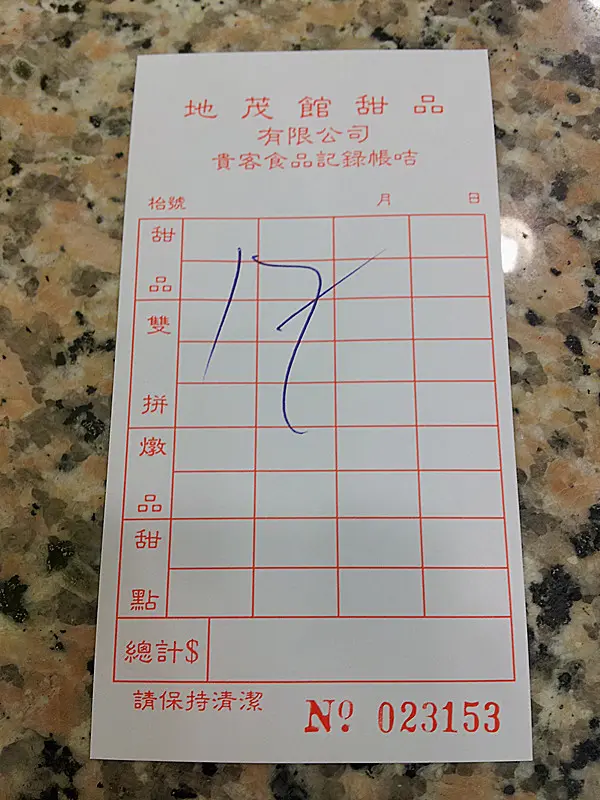 地茂館甜品
有限公司
貴客食品記錄帳咭
枱號 月 日
甜品
17
雙拼
燉品
甜點
總計$
請保持清潔 Nº 023153